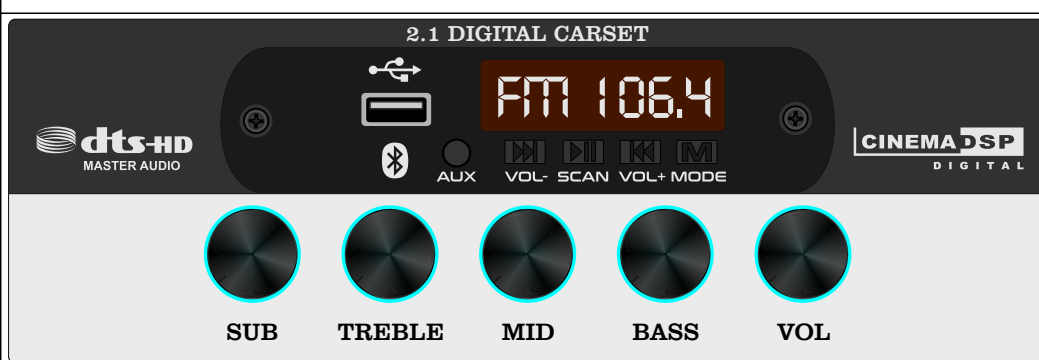 2.1 DIGITAL CARSET
FM 106.4
dts-HD
MASTER AUDIO
CINEMA DSP
DIGITAL
M
AUX VOL- SCAN VOL+ MODE
SUB TREBLE MID BASS VOL